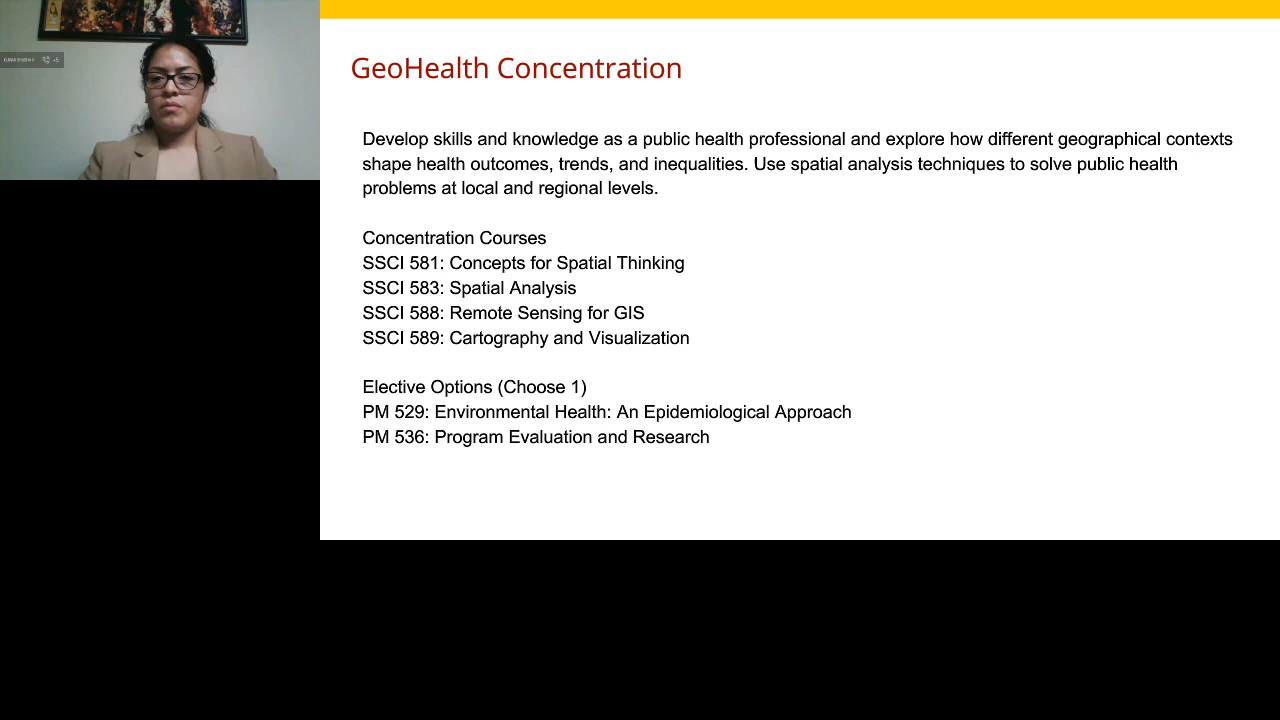 GeoHealth Concentration
Develop skills and knowledge as a public health professional and explore how different geographical contexts
shape health outcomes, trends, and inequalities. Use spatial analysis techniques to solve public health
problems at local and regional levels.
Concentration Courses
SSCI 581: Concepts for Spatial Thinking
SSCI 583: Spatial Analysis
SSCI 588: Remote Sensing for GIS
SSCI 589: Cartography and Visualization
Elective Options (Choose 1)
PM 529: Environmental Health: An Epidemiological Approach
PM 536: Program Evaluation and Research